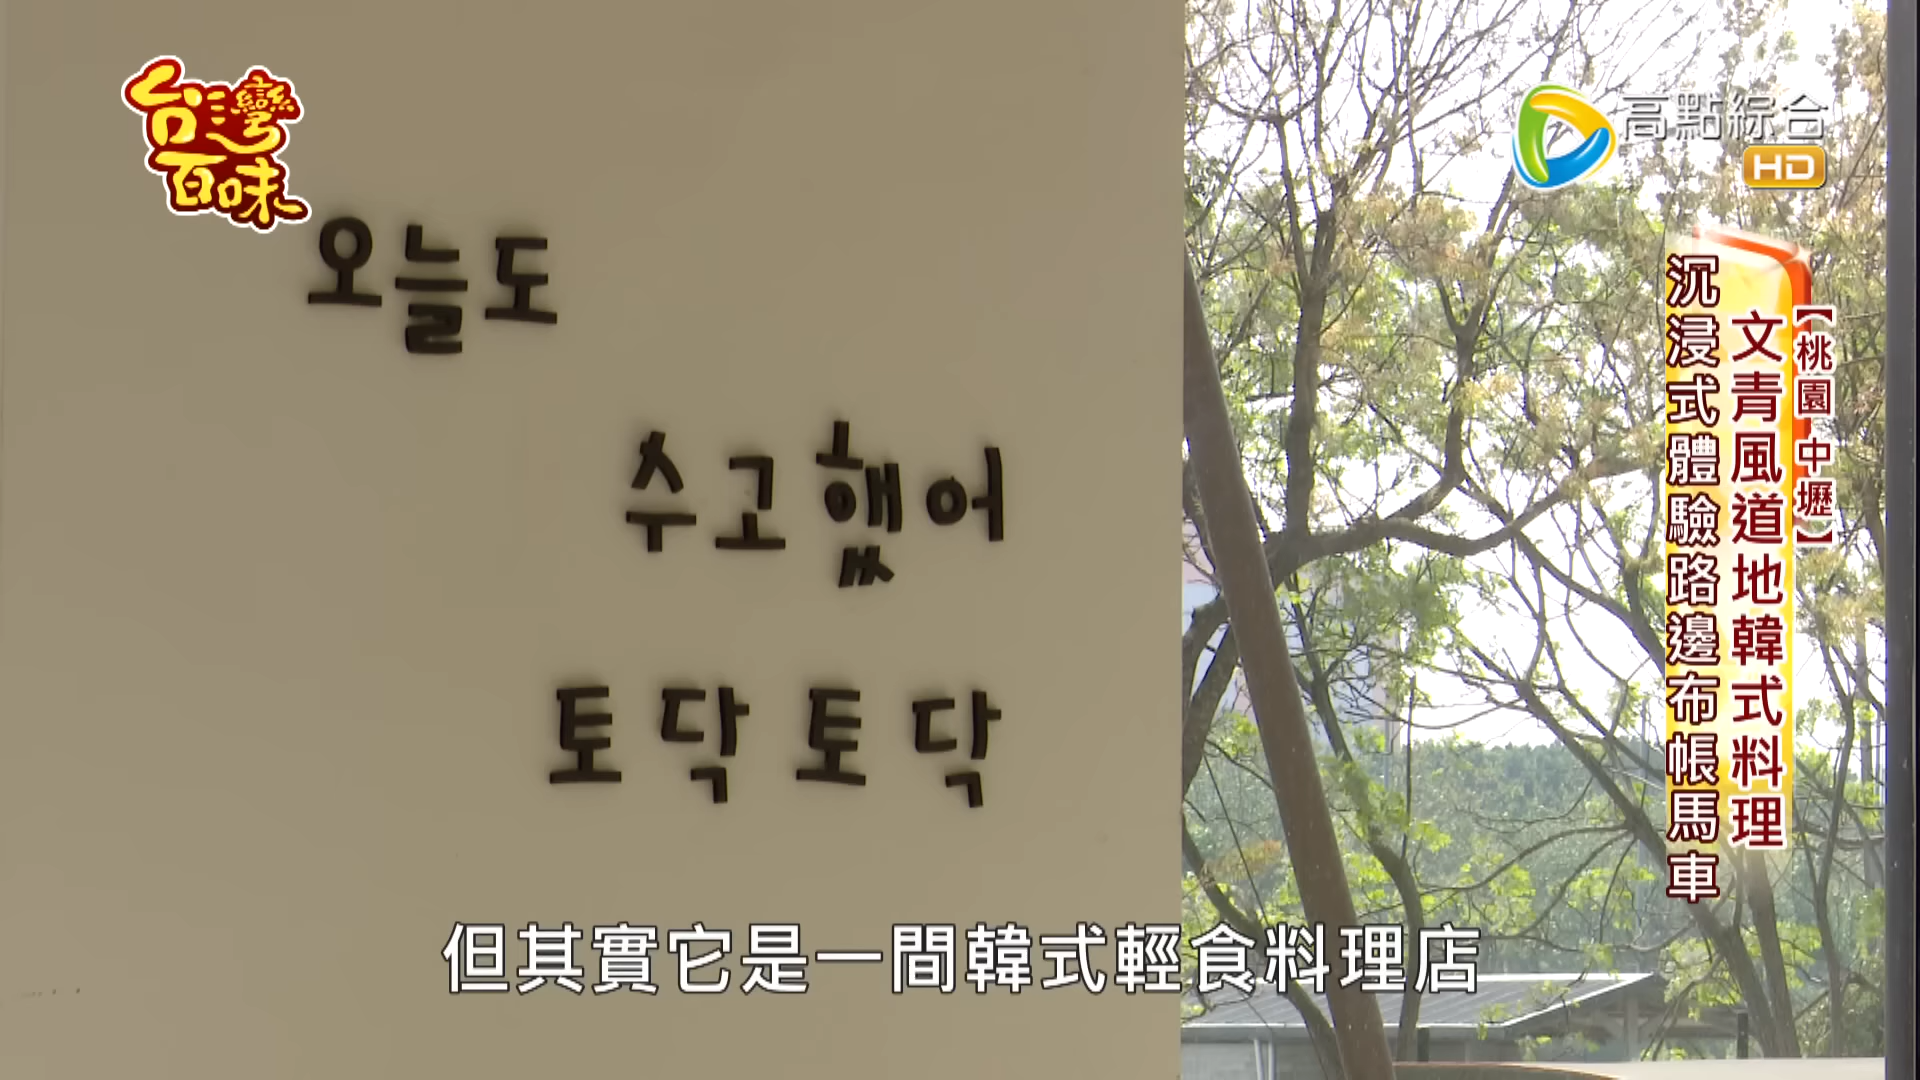 台灣
百味
高點綜合
HD
오늘도
수고했어
토닥토닥
【桃園 中壢】
文青風道地韓式料理
沉浸式體驗路邊布帳馬車
但其實它是一間韓式輕食料理店